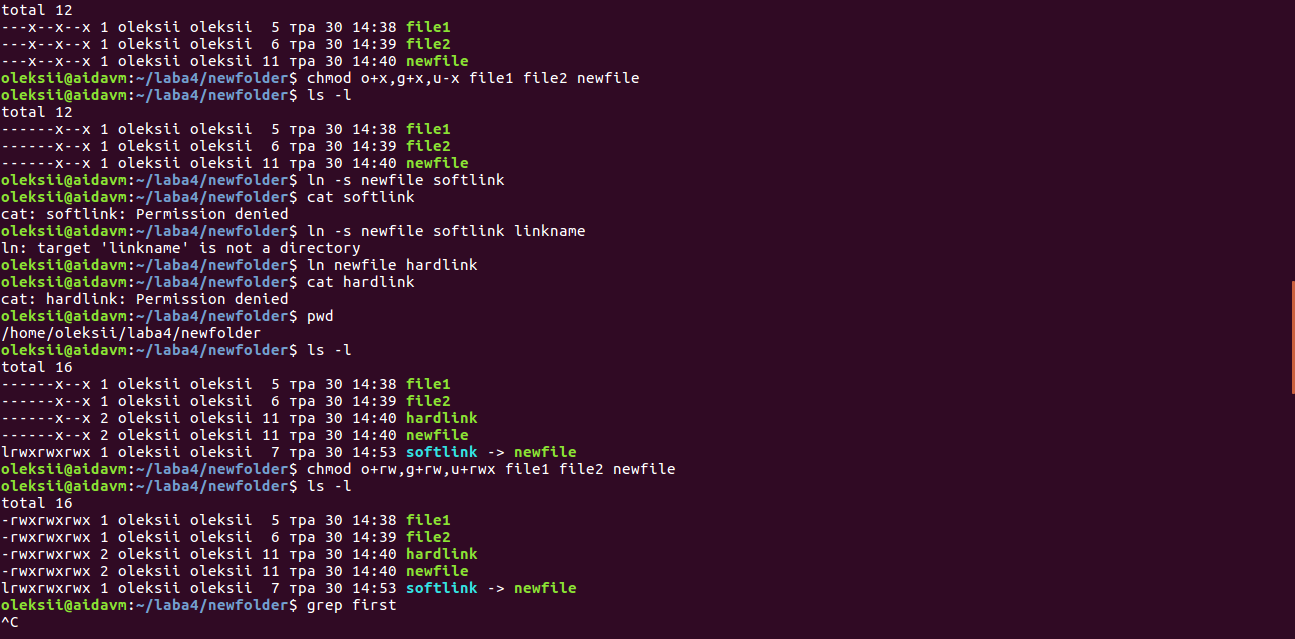 total 12
---x--x--x 1 oleksii oleksii  5 тра 30 14:38 file1
---x--x--x 1 oleksii oleksii  6 тра 30 14:39 file2
---x--x--x 1 oleksii oleksii 11 тра 30 14:40 newfile
oleksii@aidavm:~/laba4/newfolder$ chmod o+x,g+x,u-x file1 file2 newfile
oleksii@aidavm:~/laba4/newfolder$ ls -l
total 12
------x--x 1 oleksii oleksii  5 тра 30 14:38 file1
------x--x 1 oleksii oleksii  6 тра 30 14:39 file2
------x--x 1 oleksii oleksii 11 тра 30 14:40 newfile
oleksii@aidavm:~/laba4/newfolder$ ln -s newfile softlink
oleksii@aidavm:~/laba4/newfolder$ cat softlink
cat: softlink: Permission denied
oleksii@aidavm:~/laba4/newfolder$ ln -s newfile softlink linkname
ln: target 'linkname' is not a directory
oleksii@aidavm:~/laba4/newfolder$ ln newfile hardlink
oleksii@aidavm:~/laba4/newfolder$ cat hardlink
cat: hardlink: Permission denied
oleksii@aidavm:~/laba4/newfolder$ pwd
/home/oleksii/laba4/newfolder
oleksii@aidavm:~/laba4/newfolder$ ls -l
total 16
------x--x 1 oleksii oleksii  5 тра 30 14:38 file1
------x--x 1 oleksii oleksii  6 тра 30 14:39 file2
------x--x 2 oleksii oleksii 11 тра 30 14:40 hardlink
------x--x 2 oleksii oleksii 11 тра 30 14:40 newfile
lrwxrwxrwx 1 oleksii oleksii  7 тра 30 14:53 softlink -> newfile
oleksii@aidavm:~/laba4/newfolder$ chmod o+rw,g+rw,u+rwx file1 file2 newfile
oleksii@aidavm:~/laba4/newfolder$ ls -l
total 16
-rwxrwxrwx 1 oleksii oleksii  5 тра 30 14:38 file1
-rwxrwxrwx 1 oleksii oleksii  6 тра 30 14:39 file2
-rwxrwxrwx 2 oleksii oleksii 11 тра 30 14:40 hardlink
-rwxrwxrwx 2 oleksii oleksii 11 тра 30 14:40 newfile
lrwxrwxrwx 1 oleksii oleksii  7 тра 30 14:53 softlink -> newfile
oleksii@aidavm:~/laba4/newfolder$ grep first
^C